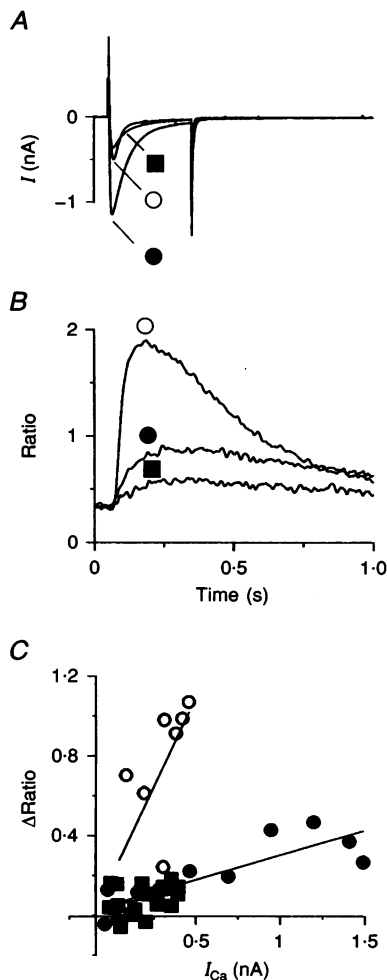 A
I (nA)
0
−1
B
Ratio
2
1
0
0
0·5
1·0
Time (s)
C
ΔRatio
1·2
0·8
0·4
0·5
1·0
1·5
I_Ca (nA)